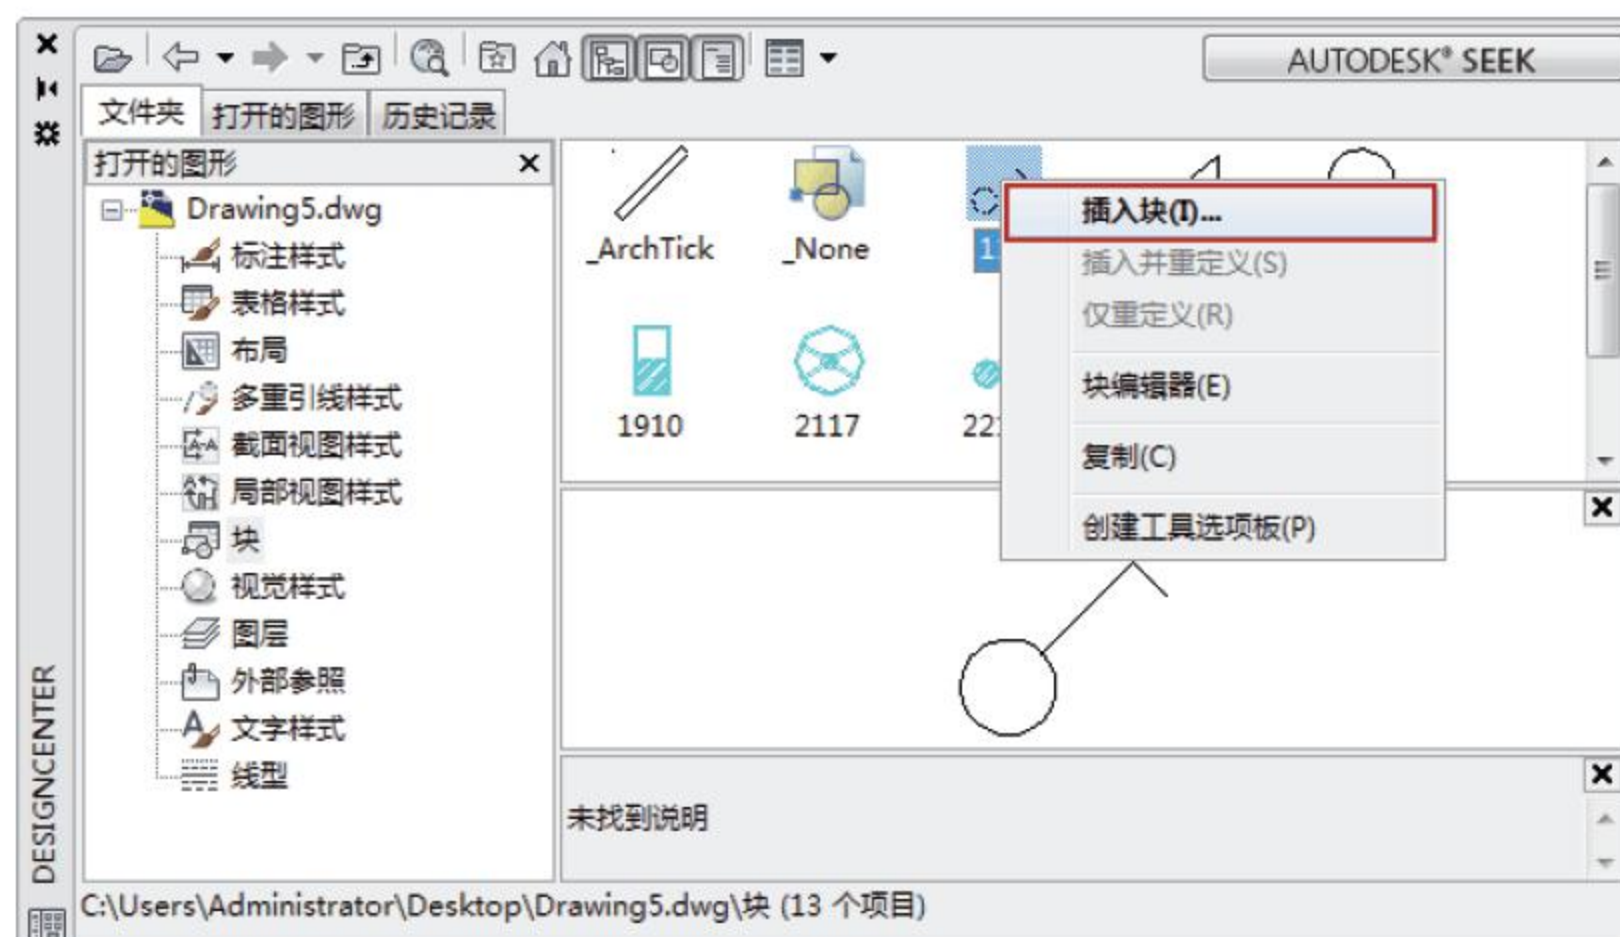 AUTODESK® SEEK
文件夹 打开的图形 历史记录
打开的图形
Drawing5.dwg
标注样式
表格样式
布局
多重引线样式
截面视图样式
局部视图样式
块
视觉样式
图层
外部参照
文字样式
线型
_ArchTick
_None
1910
2117
插入块(I)...
插入并重定义(S)
仅重定义(R)
块编辑器(E)
复制(C)
创建工具选项板(P)
未找到说明
DESIGNCENTER
C:\Users\Administrator\Desktop\Drawing5.dwg\块 (13 个项目)